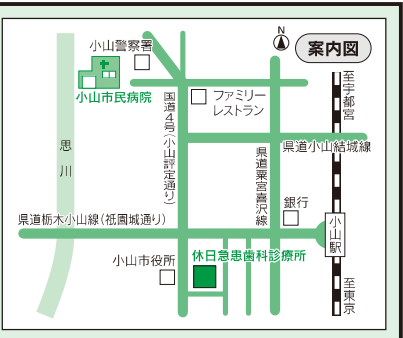 N
案内図
小山警察署
至宇都宮
小山市民病院
国道4号(小山評定通り)
ファミリー
レストラン
思川
県道小山結城線
県道粟宮喜沢線
銀行
県道栃木小山線(祇園城通り)
小山駅
小山市役所
休日急患歯科診療所
至東京